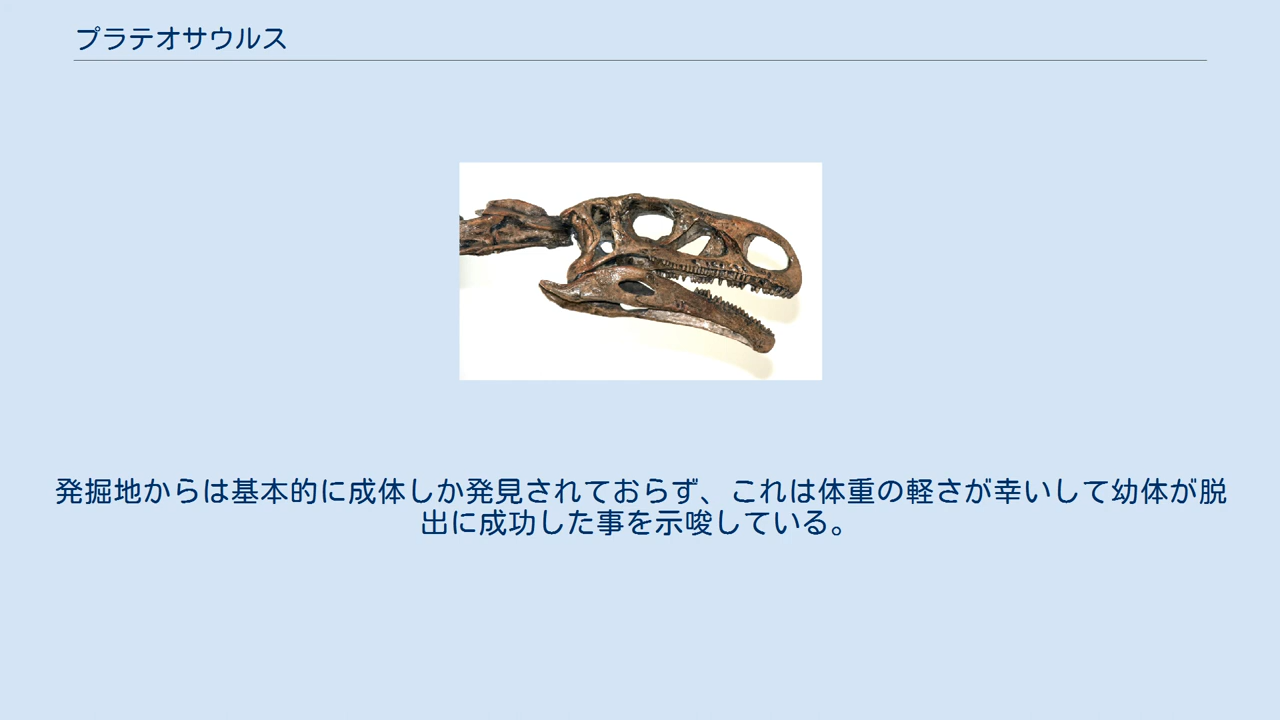 プラテオサウルス
発掘地からは基本的に成体しか発見されておらず、これは体重の軽さが幸いして幼体が脱
出に成功した事を示唆している。